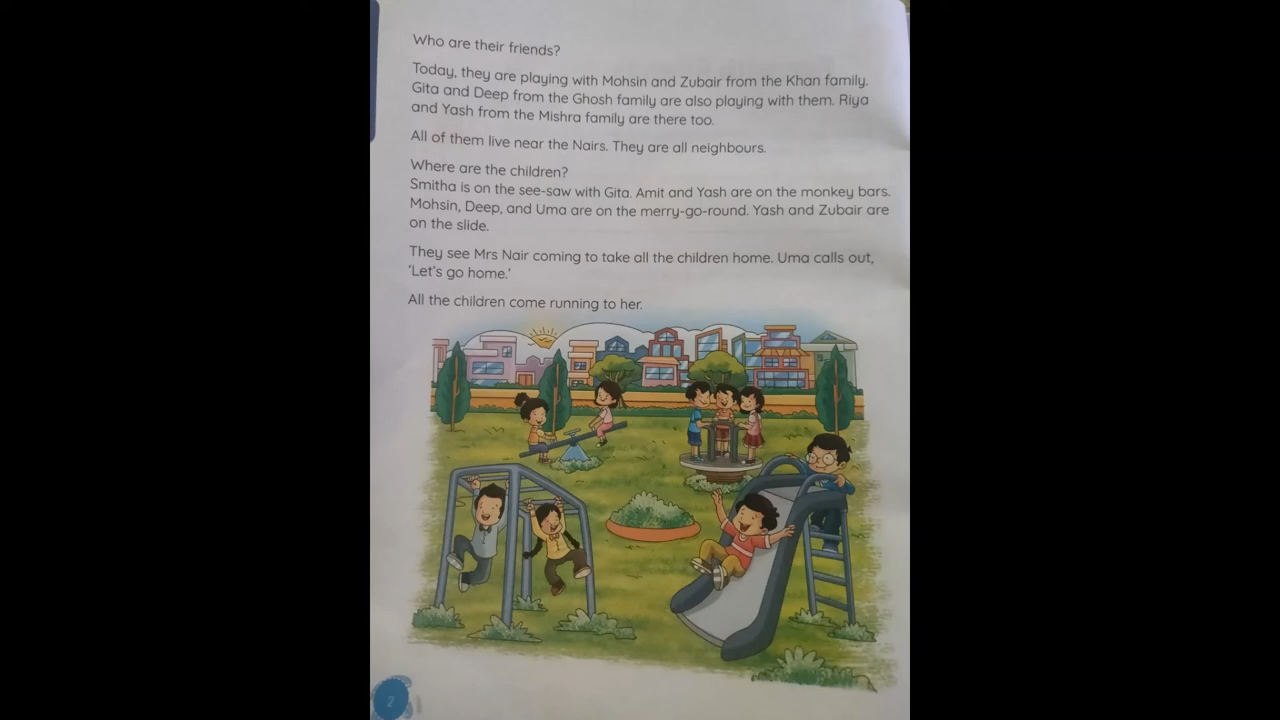 Who are their friends?
Today, they are playing with Mohsin and Zubair from the Khan family.
Gita and Deep from the Ghosh family are also playing with them. Riya
and Yash from the Mishra family are there too.
All of them live near the Nairs. They are all neighbours.
Where are the children?
Smitha is on the see-saw with Gita. Amit and Yash are on the monkey bars.
Mohsin, Deep, and Uma are on the merry-go-round. Yash and Zubair are
on the slide.
They see Mrs Nair coming to take all the children home. Uma calls out,
‘Let’s go home.’
All the children come running to her.
2